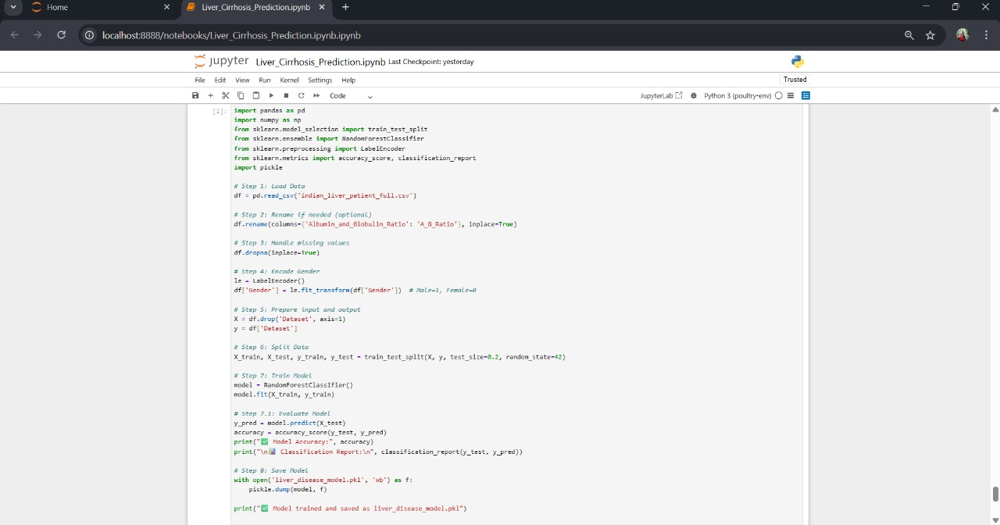 Home
Liver_Cirrhosis_Prediction.ipynb
localhost:8888/notebooks/Liver_Cirrhosis_Prediction.ipynb.ipynb
jupyter Liver_Cirrhosis_Prediction.ipynb Last Checkpoint: yesterday
File Edit View Run Kernel Settings Help
Trusted
Code
JupyterLab
Python 3 (poultry-env)
[2]:
import pandas as pd
import numpy as np
from sklearn.model_selection import train_test_split
from sklearn.ensemble import RandomForestClassifier
from sklearn.preprocessing import LabelEncoder
from sklearn.metrics import accuracy_score, classification_report
import pickle
# Step 1: Load Data
df = pd.read_csv('indian_liver_patient_full.csv')
# Step 2: Rename if needed (optional)
df.rename(columns={'Albumin_and_Globulin_Ratio': 'A_G_Ratio'}, inplace=True)
# Step 3: Handle missing values
df.dropna(inplace=True)
# Step 4: Encode Gender
le = LabelEncoder()
df['Gender'] = le.fit_transform(df['Gender']) # Male=1, Female=0
# Step 5: Prepare input and output
X = df.drop('Dataset', axis=1)
y = df['Dataset']
# Step 6: Split Data
X_train, X_test, y_train, y_test = train_test_split(X, y, test_size=0.2, random_state=42)
# Step 7: Train Model
model = RandomForestClassifier()
model.fit(X_train, y_train)
# Step 7.1: Evaluate Model
y_pred = model.predict(X_test)
accuracy = accuracy_score(y_test, y_pred)
print("✅ Model Accuracy:", accuracy)
print("\n📊 Classification Report:\n", classification_report(y_test, y_pred))
# Step 8: Save Model
with open('liver_disease_model.pkl', 'wb') as f:
    pickle.dump(model, f)
print("✅ Model trained and saved as liver_disease_model.pkl")